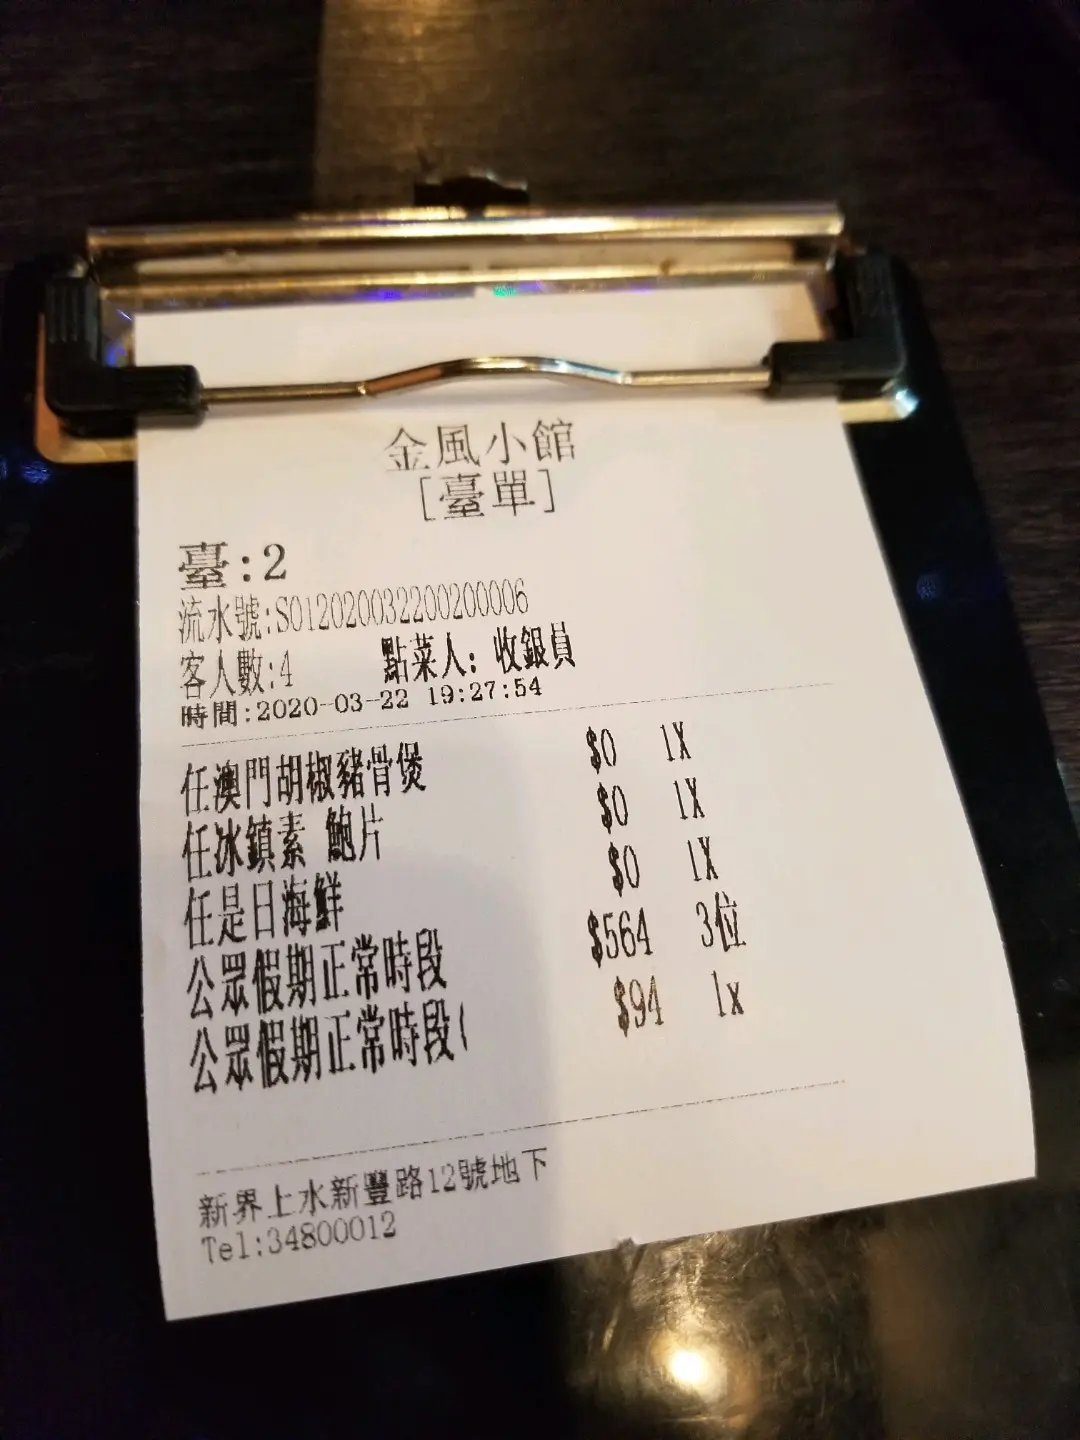 金風小館
[臺單]
臺:2
流水號:S01202003220020006
客人數:4 點菜人: 收銀員
時間:2020-03-22 19:27:54
任澳門胡椒豬骨煲 $0 1X
任冰鎮素 鮑片 $0 1X
任是日海鮮 $0 1X
公眾假期正常時段 $564 3位
公眾假期正常時段( $94 1x
新界上水新豐路12號地下
Tel:34800012